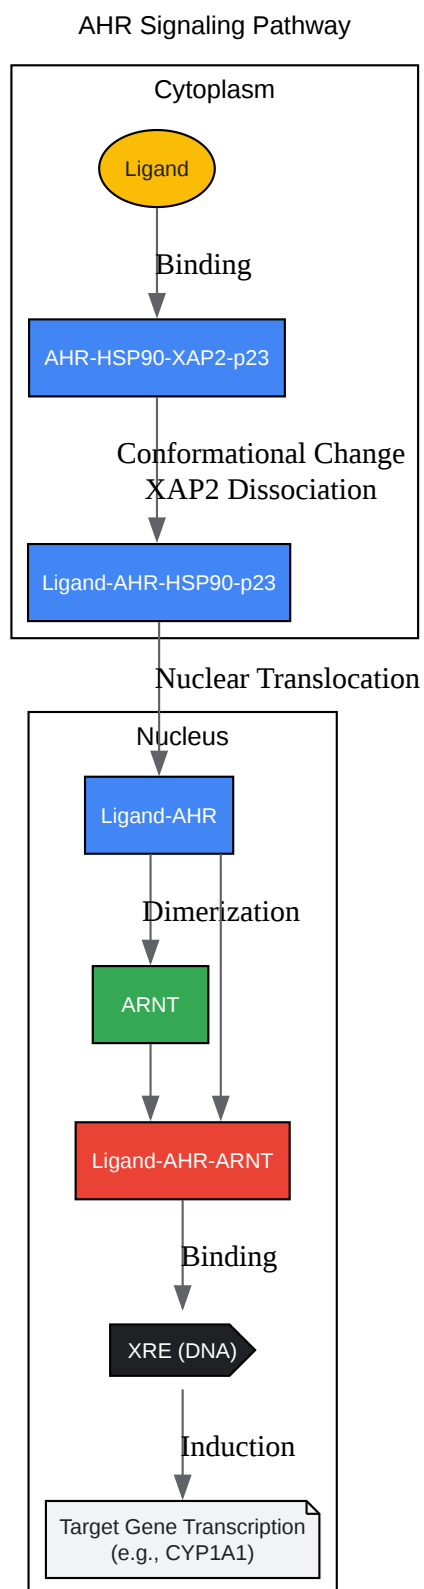 AHR Signaling Pathway
Cytoplasm
Ligand
Binding
AHR-HSP90-XAP2-p23
Conformational Change
XAP2 Dissociation
Ligand-AHR-HSP90-p23
Nuclear Translocation
Nucleus
Ligand-AHR
Dimerization
ARNT
Ligand-AHR-ARNT
Binding
XRE (DNA)
Induction
Target Gene Transcription
(e.g., CYP1A1)